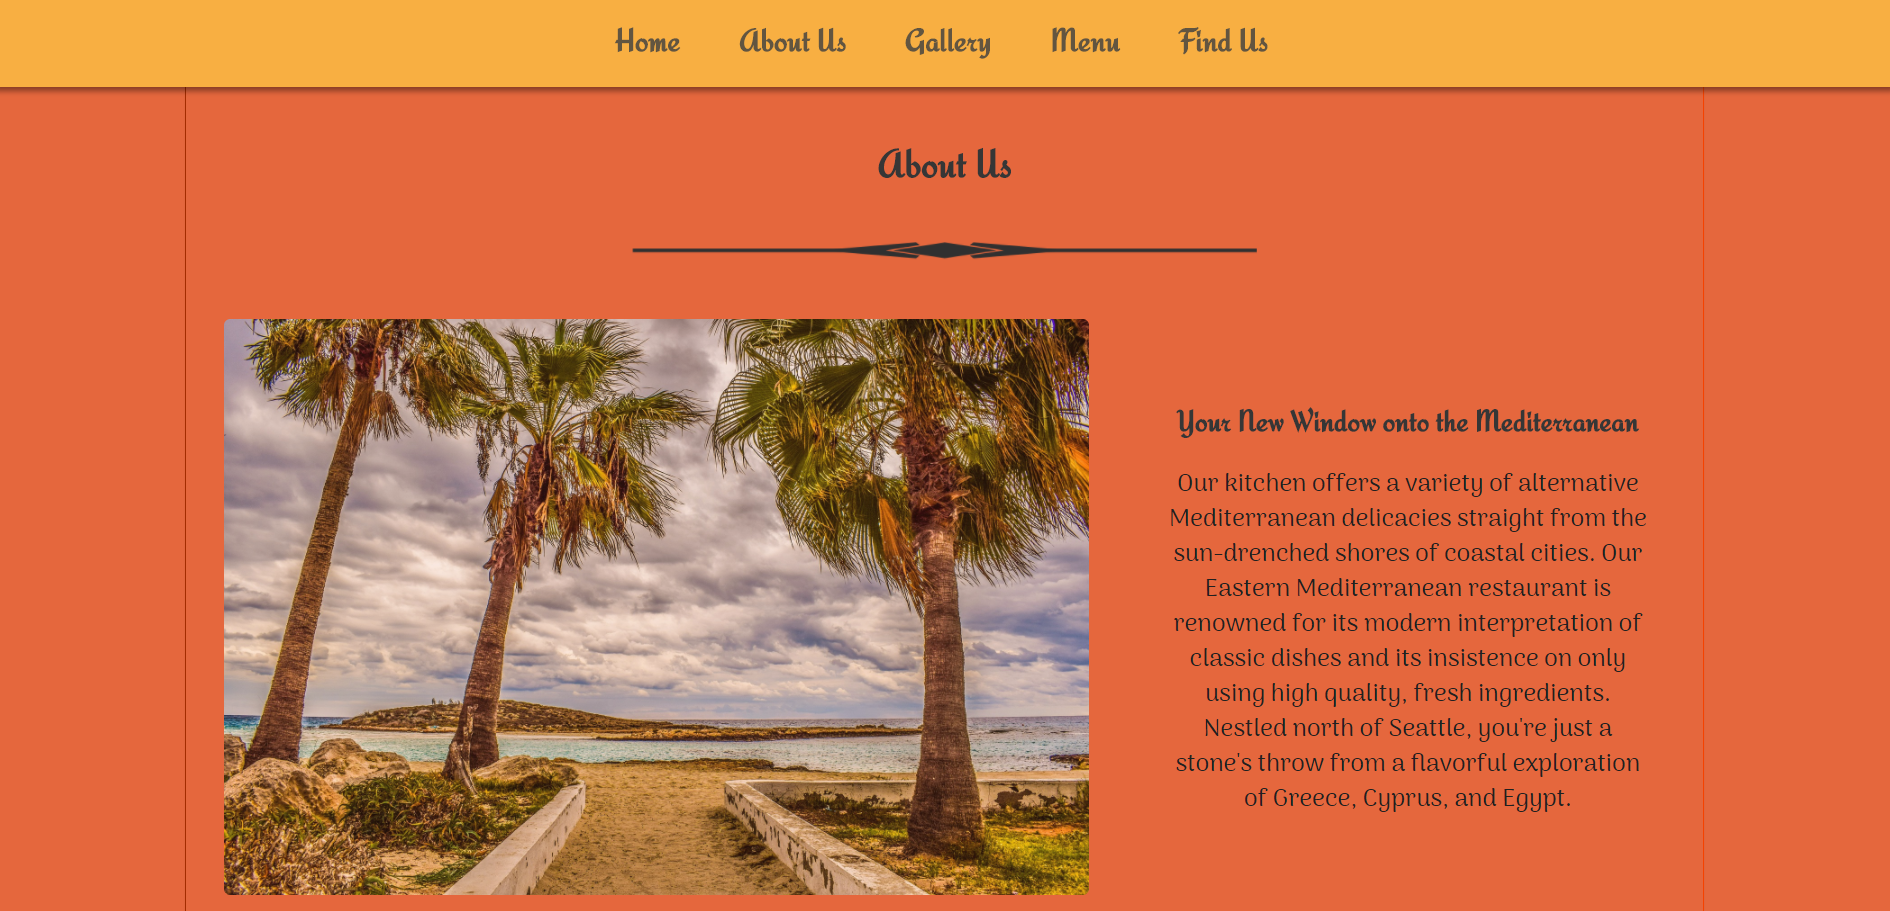 Home About Us Gallery Menu Find Us
About Us
Your New Window onto the Mediterranean
Our kitchen offers a variety of alternative
Mediterranean delicacies straight from the
sun-drenched shores of coastal cities. Our
Eastern Mediterranean restaurant is
renowned for its modern interpretation of
classic dishes and its insistence on only
using high quality, fresh ingredients.
Nestled north of Seattle, you're just a
stone's throw from a flavorful exploration
of Greece, Cyprus, and Egypt.